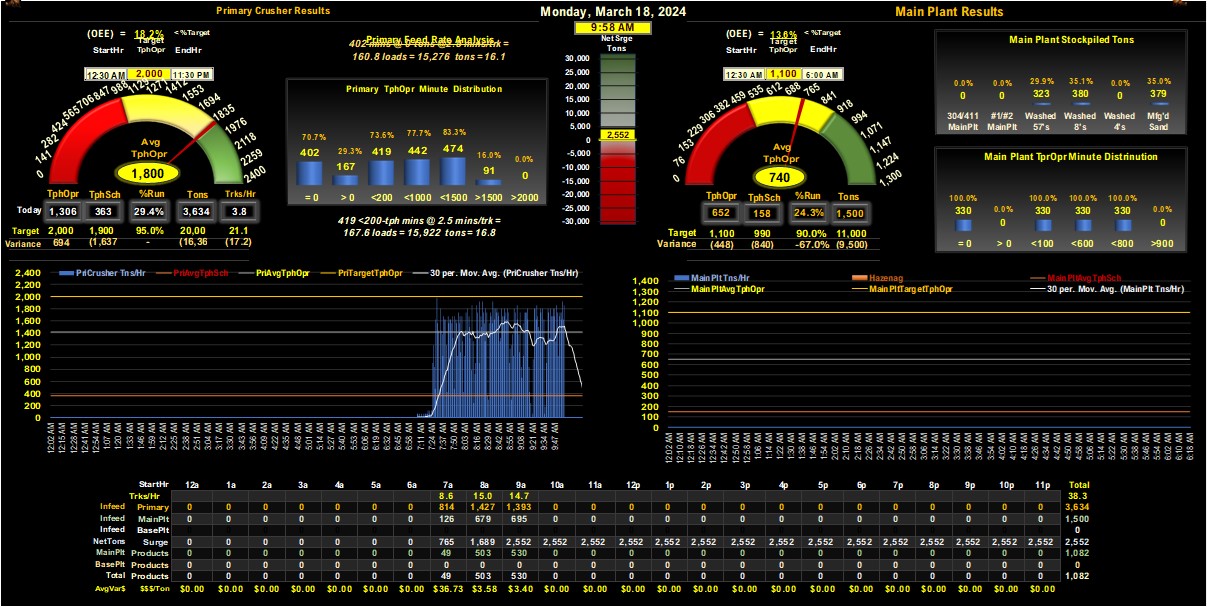 Primary Crusher Results
Monday, March 18, 2024
Main Plant Results
9:58 AM
(OEE) = 18.2% < %Target
Target
StartHr TphOpr EndHr
12:30 AM 2,000 11:30 PM
141 282 424 565 706 847 988 1129 1271 1412 1553 1694 1835 1976 2118 2259 2400
Avg
TphOpr
1,800
TphOpr TphSch %Run Tons Trks/Hr
Today 1,306 363 29.4% 3,634 3.8
Target 2,000 1,900 95.0% 20,00 21.1
Variance 694 (1,637 - (16,36 (17.2)
Primary Feed Rate Analysis
402 mins @ 0 tons @2.5 mins/trk =
160.8 loads = 15,276 tons = 16.1
Primary TphOpr Minute Distribution
70.7% 29.3% 73.6% 77.7% 83.3% 16.0% 0.0%
402 167 419 442 474 91 0
= 0 > 0 <200 <1000 <1500 >1500 >2000
419 <200-tph mins @ 2.5 mins/trk =
167.6 loads = 15,922 tons = 16.8
Net Srge
Tons
30,000
25,000
20,000
15,000
10,000
5,000
2,552
0
-5,000
-10,000
-15,000
-20,000
-25,000
-30,000
(OEE) = 13.6% < %Target
Target
StartHr TphOpr EndHr
12:30 AM 1,100 6:00 AM
0 76 153 229 306 382 459 535 612 688 765 841 918 994 1,071 1,147 1,224 1,300
Avg
TphOpr
740
TphOpr TphSch %Run Tons
652 158 24.3% 1,500
Target 1,100 990 90.0% 11,000
Variance (448) (840) -67.0% (9,500)
Main Plant Stockpiled Tons
0.0% 0.0% 29.9% 35.1% 0.0% 35.0%
0 0 323 380 0 379
304/411 #1/#2 Washed Washed Washed Mfg'd
MainPlt MainPlt 57's 8's 4's Sand
Main Plant TprOpr Minute Distrinution
100.0% 0.0% 100.0% 100.0% 100.0% 0.0%
330 0 330 330 330 0
= 0 > 0 <100 <600 <800 >900
PriCrusher Tns/Hr PriAvgTphSch PriAvgTphOpr PriTargetTphOpr 30 per. Mov. Avg. (PriCrusher Tns/Hr)
2,400
2,200
2,000
1,800
1,600
1,400
1,200
1,000
800
600
400
200
0
12:02 AM 12:15 AM 12:28 AM 12:41 AM 12:54 AM 1:07 AM 1:20 AM 1:33 AM 1:46 AM 1:59 AM 2:12 AM 2:25 AM 2:38 AM 2:51 AM 3:04 AM 3:17 AM 3:30 AM 3:43 AM 3:56 AM 4:09 AM 4:22 AM 4:35 AM 4:48 AM 5:01 AM 5:14 AM 5:27 AM 5:40 AM 5:53 AM 6:06 AM 6:19 AM 6:32 AM 6:45 AM 6:58 AM 7:11 AM 7:24 AM 7:37 AM 7:50 AM 8:03 AM 8:16 AM 8:29 AM 8:42 AM 8:55 AM 9:08 AM 9:21 AM 9:34 AM 9:47 AM
MainPlt Tns/Hr Hazenag MainPltAvgTphSch
MainPltAvgTphOpr MainPltTargetTphOpr 30 per. Mov. Avg. (MainPlt Tns/Hr)
1,400
1,300
1,200
1,100
1,000
900
800
700
600
500
400
300
200
100
0
12:02 AM 12:10 AM 12:18 AM 12:26 AM 12:34 AM 12:42 AM 12:50 AM 12:58 AM 1:06 AM 1:14 AM 1:22 AM 1:30 AM 1:38 AM 1:46 AM 1:54 AM 2:02 AM 2:10 AM 2:18 AM 2:26 AM 2:34 AM 2:42 AM 2:50 AM 2:58 AM 3:06 AM 3:14 AM 3:22 AM 3:30 AM 3:38 AM 3:46 AM 3:54 AM 4:02 AM 4:10 AM 4:18 AM 4:26 AM 4:34 AM 4:42 AM 4:50 AM 4:58 AM 5:06 AM 5:14 AM 5:22 AM 5:30 AM 5:38 AM 5:46 AM 5:54 AM 6:02 AM 6:10 AM 6:18 AM
StartHr 12a 1a 2a 3a 4a 5a 6a 7a 8a 9a 10a 11a 12p 1p 2p 3p 4p 5p 6p 7p 8p 9p 10p 11p Total
Trks/Hr 8.6 15.0 14.7 38.3
Infeed Primary 0 0 0 0 0 0 0 814 1,427 1,393 0 0 0 0 0 0 0 0 0 0 0 0 0 0 3,634
Infeed MainPlt 0 0 0 0 0 0 0 126 679 695 0 0 0 0 0 0 0 0 0 0 0 0 0 0 1,500
Infeed BasePlt 0
NetTons Surge 0 0 0 0 0 0 0 765 1,689 2,552 2,552 2,552 2,552 2,552 2,552 2,552 2,552 2,552 2,552 2,552 2,552 2,552 2,552 2,552 2,552
MainPlt Products 0 0 0 0 0 0 0 49 503 530 0 0 0 0 0 0 0 0 0 0 0 0 0 0 1,082
BasePlt Products 0 0 0 0 0 0 0 0 0 0 0 0 0 0 0 0 0 0 0 0 0 0 0 0 0
Total Products 0 0 0 0 0 0 0 49 503 530 0 0 0 0 0 0 0 0 0 0 0 0 0 0 1,082
AvgVar$ $$$/Ton $0.00 $0.00 $0.00 $0.00 $0.00 $0.00 $0.00 $36.73 $3.58 $3.40 $0.00 $0.00 $0.00 $0.00 $0.00 $0.00 $0.00 $0.00 $0.00 $0.00 $0.00 $0.00 $0.00 $0.00